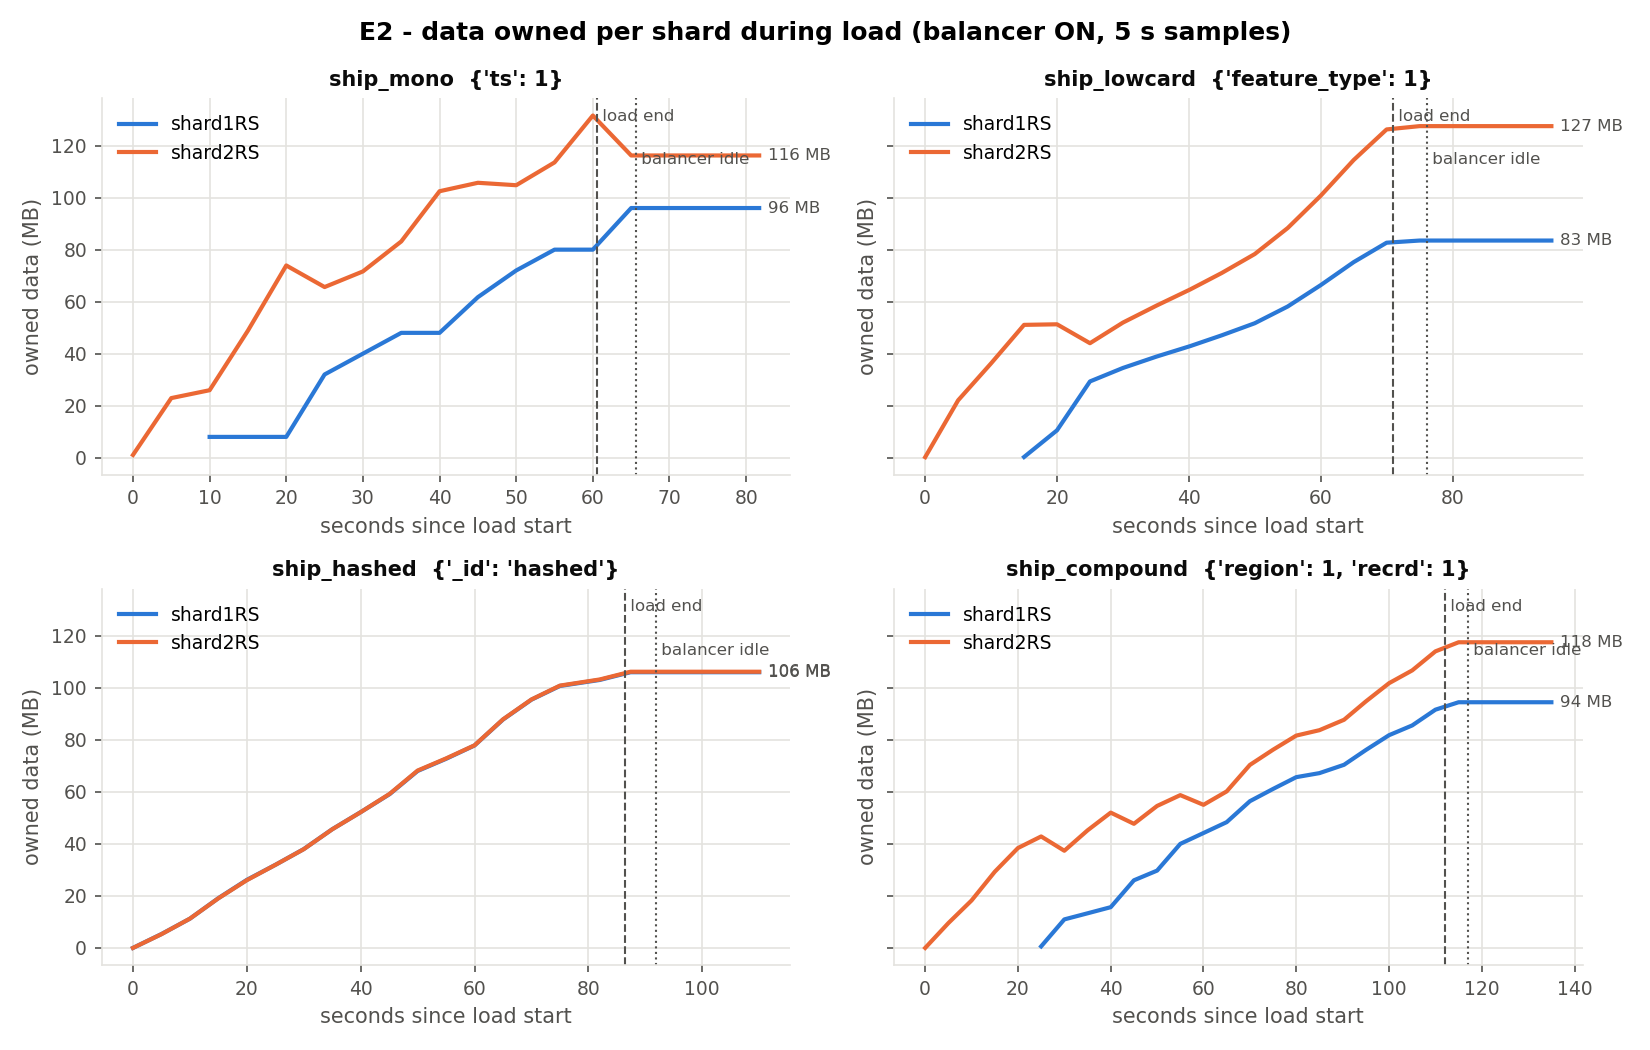 E2 - data owned per shard during load (balancer ON, 5 s samples)
ship_mono {'ts': 1}
shard1RS
shard2RS
load end
balancer idle
116 MB
96 MB
owned data (MB)
120
100
80
60
40
20
0
0 10 20 30 40 50 60 70 80
seconds since load start
ship_lowcard {'feature_type': 1}
shard1RS
shard2RS
load end
balancer idle
127 MB
83 MB
owned data (MB)
0 20 40 60 80
seconds since load start
ship_hashed {'_id': 'hashed'}
shard1RS
shard2RS
load end
balancer idle
106 MB
owned data (MB)
120
100
80
60
40
20
0
0 20 40 60 80 100
seconds since load start
ship_compound {'region': 1, 'recrd': 1}
shard1RS
shard2RS
load end
balancer idle
118 MB
94 MB
owned data (MB)
0 20 40 60 80 100 120 140
seconds since load start